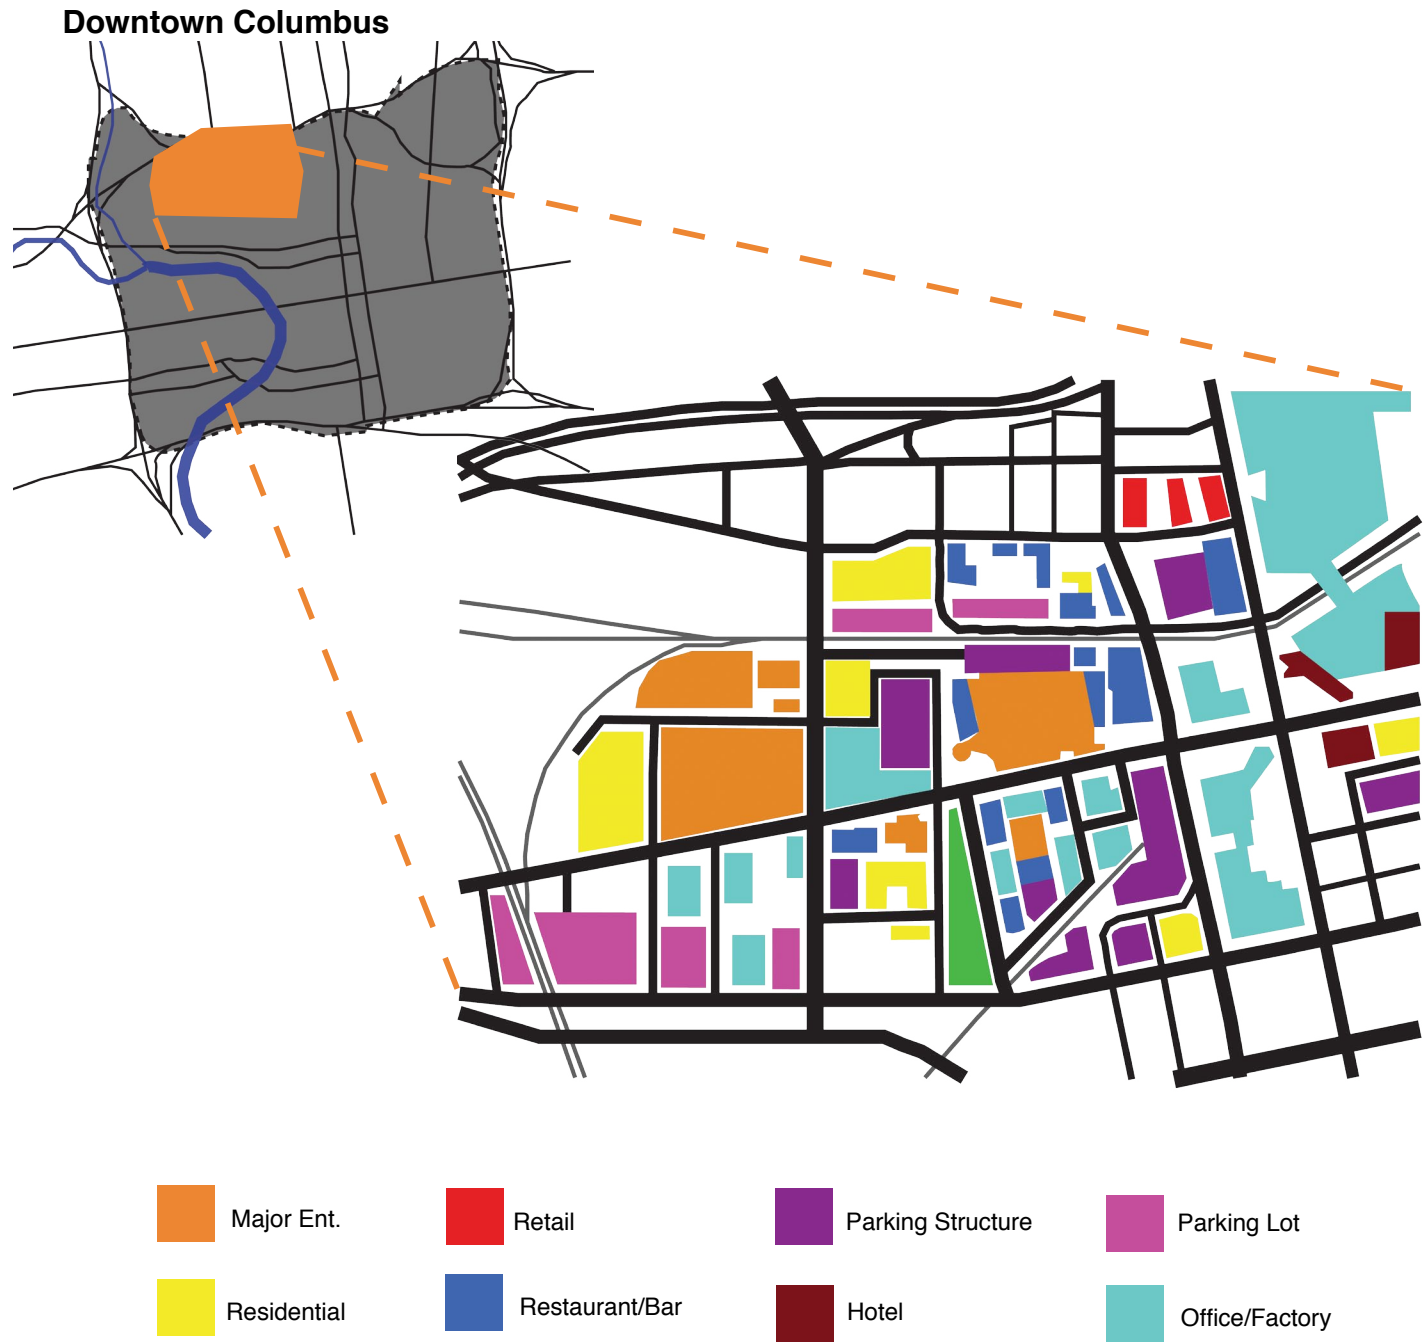 Downtown Columbus
Major Ent.
Retail
Parking Structure
Parking Lot
Residential
Restaurant/Bar
Hotel
Office/Factory